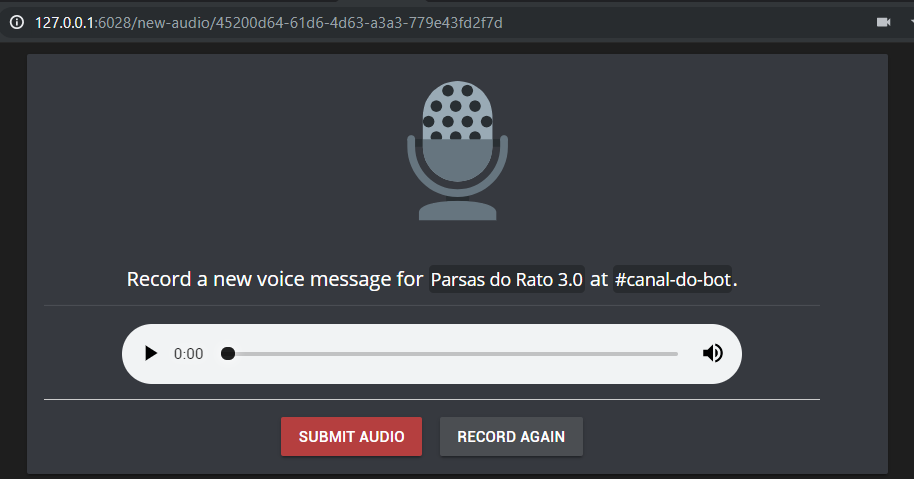 127.0.0.1:6028/new-audio/45200d64-61d6-4d63-a3a3-779e43fd2f7d
Record a new voice message for Parsas do Rato 3.0 at #canal-do-bot.
0:00
SUBMIT AUDIO RECORD AGAIN